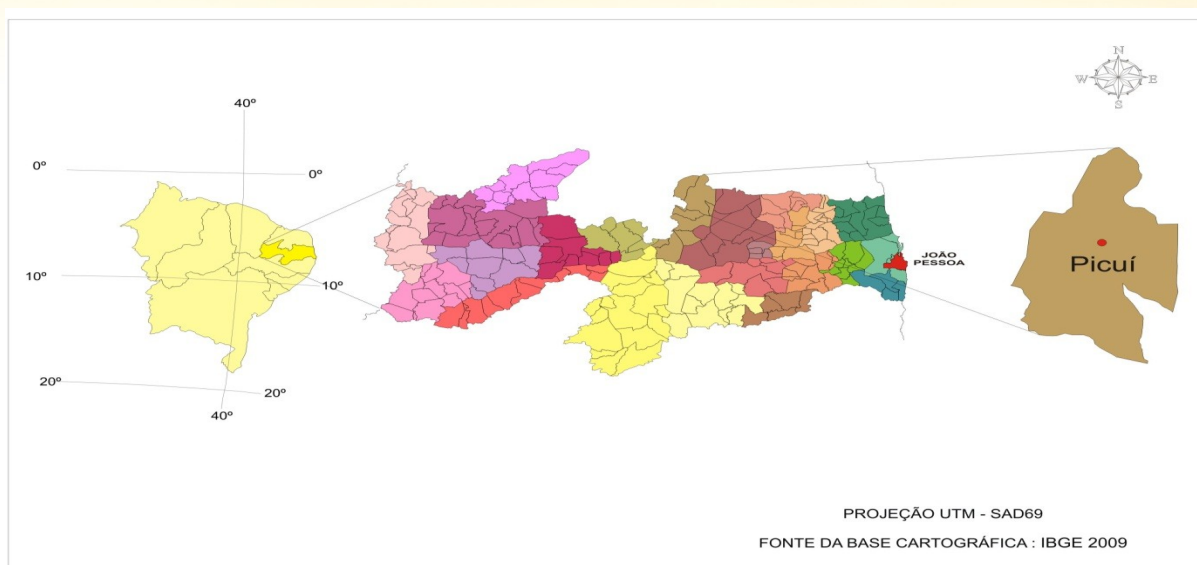 N
W E
S
40º
0º
0º
10º
10º
20º
20º
40º
JOÃO
PESSOA
Picuí
PROJEÇÃO UTM - SAD69
FONTE DA BASE CARTOGRÁFICA : IBGE 2009